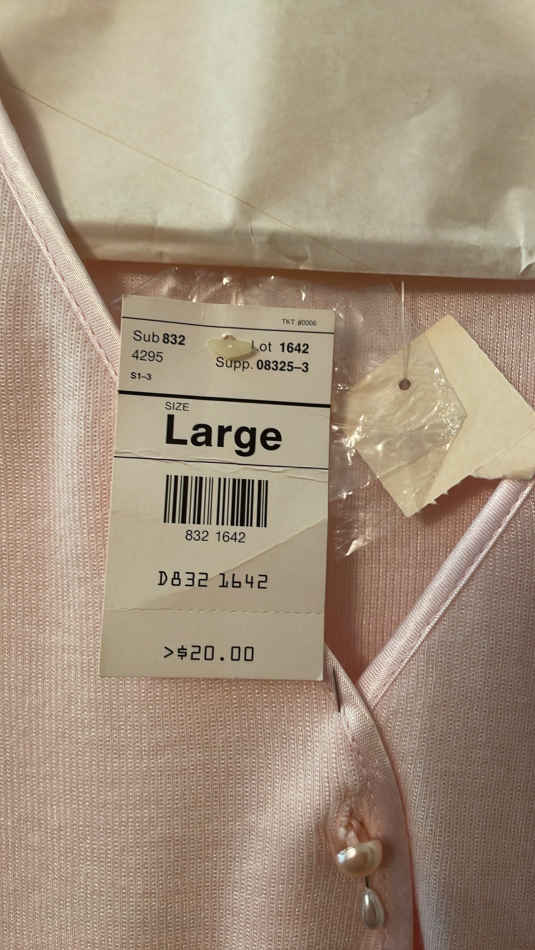 TKT. #0006
Sub 832 Lot 1642
4295 Supp. 08325-3
S1-3
SIZE
Large
832 1642
D832 1642
>$20.00